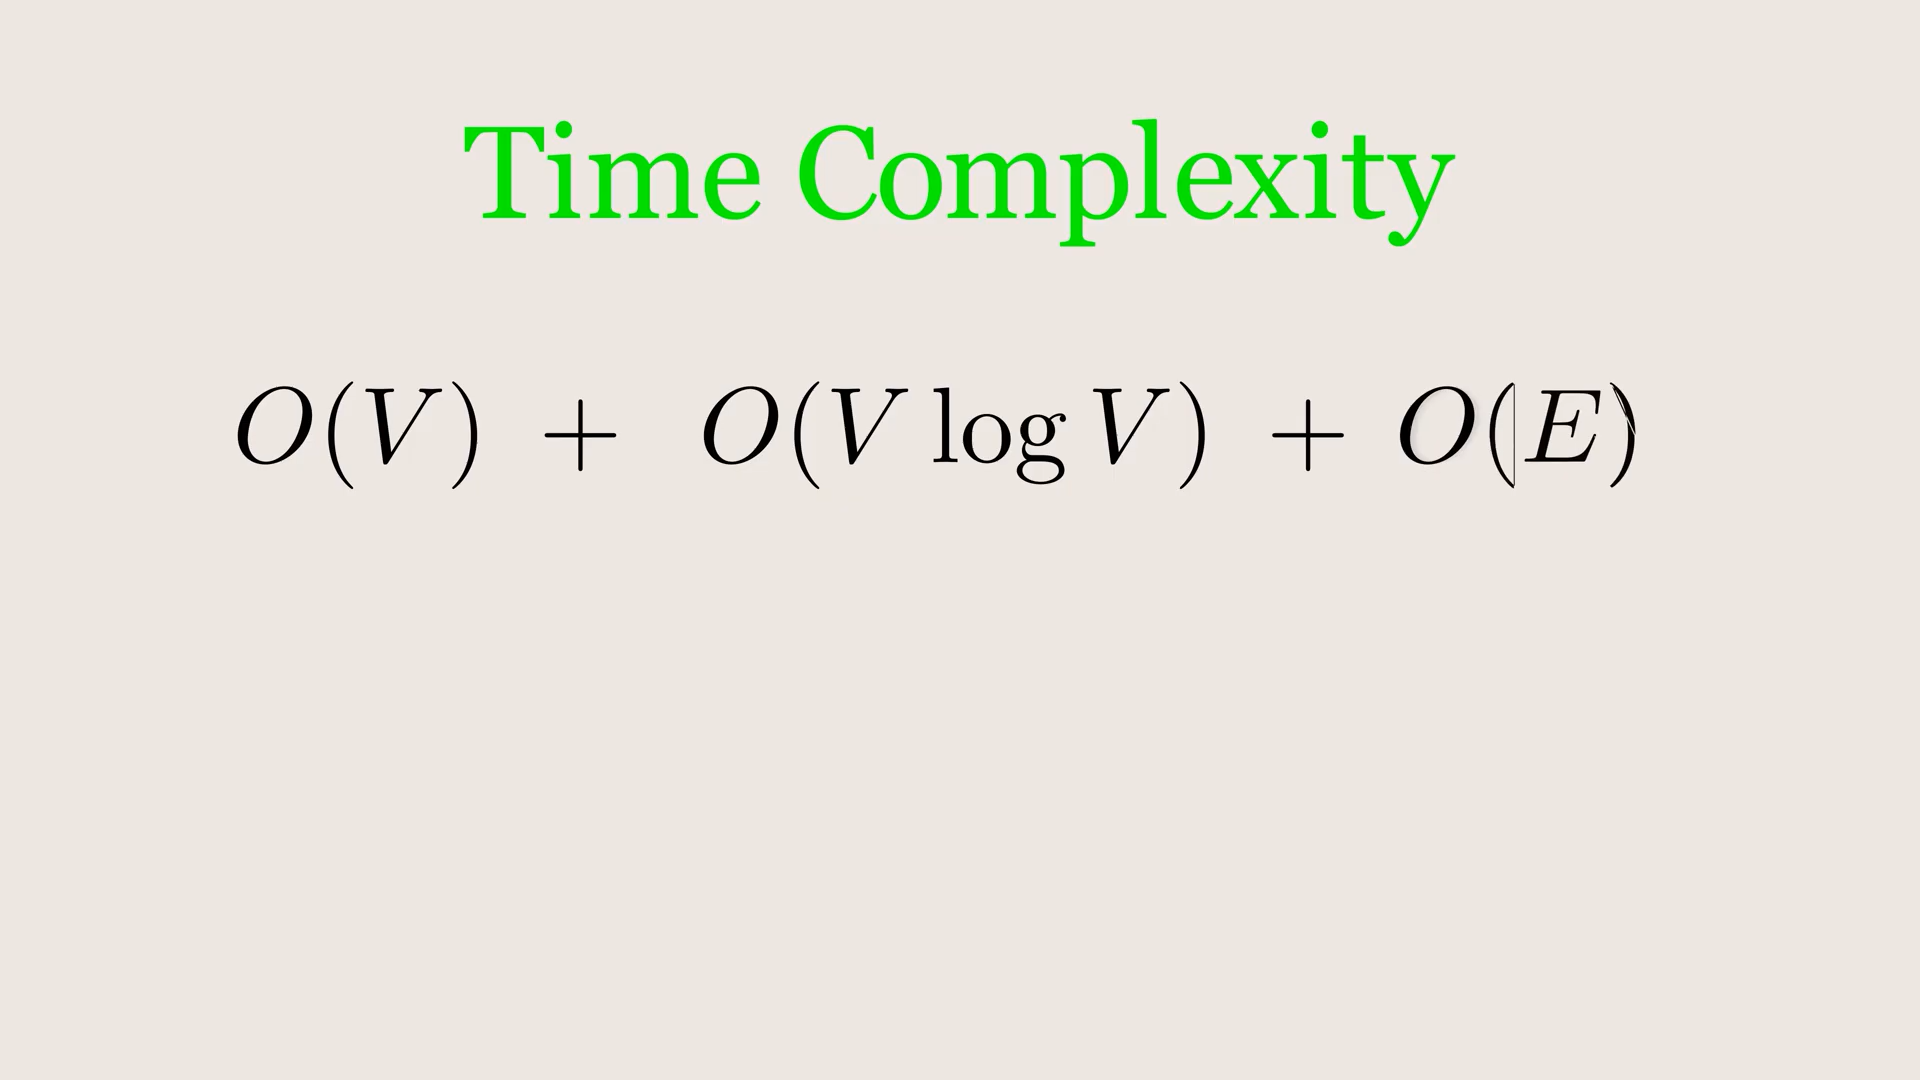 Time Complexity
O(V) + O(V log V) + O(E)